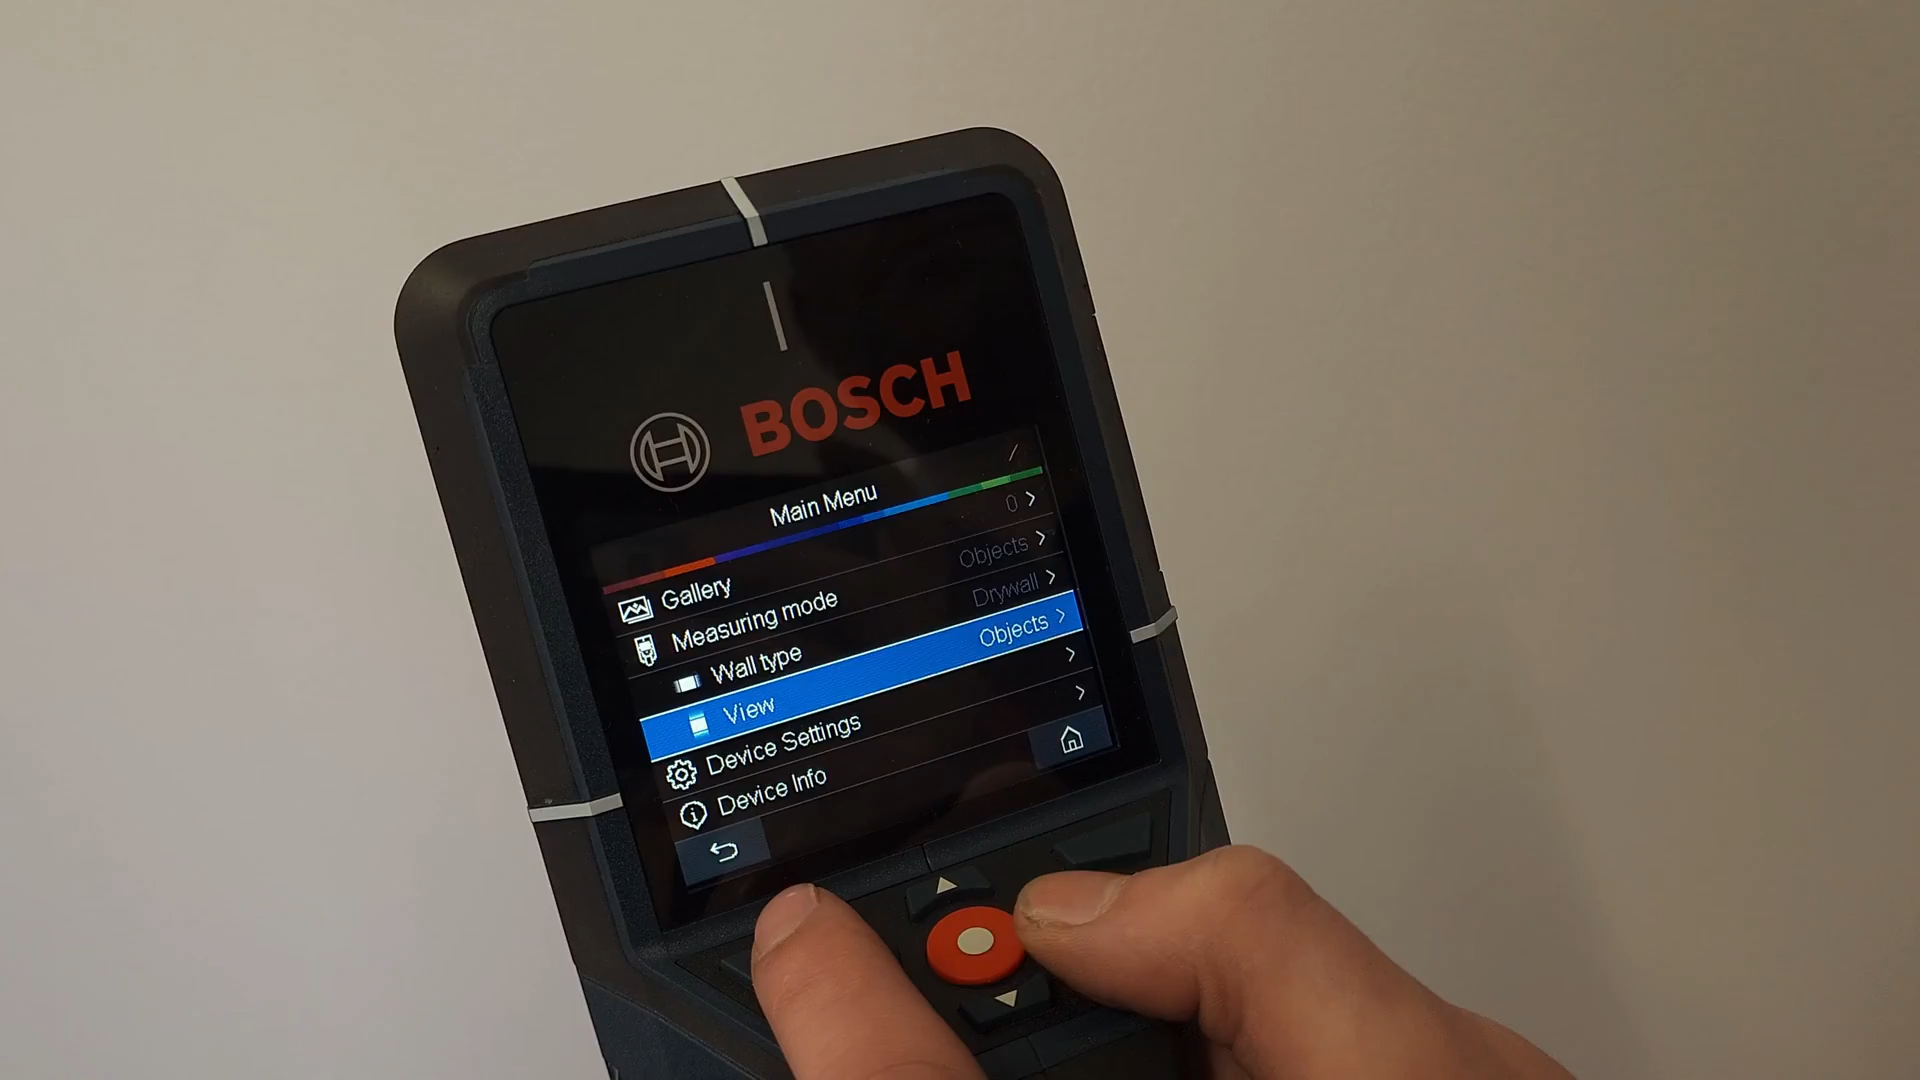 BOSCH
Main Menu
Gallery 0
Measuring mode Objects
Wall type Drywall
View Objects
Device Settings
Device Info